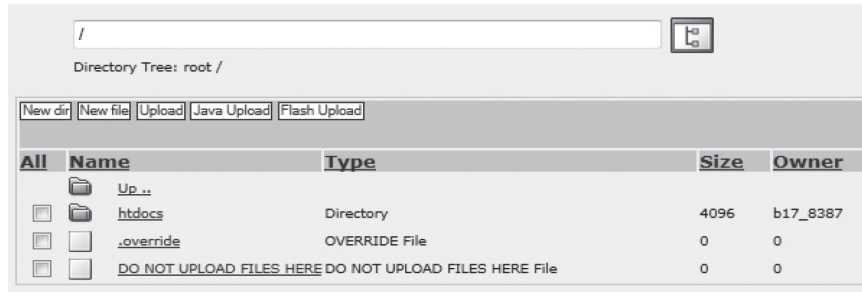 /
Directory Tree: root /
New dir New file Upload Java Upload Flash Upload
All Name Type Size Owner
Up ..
htdocs Directory 4096 b17_8387
.override OVERRIDE File 0 0
DO NOT UPLOAD FILES HERE DO NOT UPLOAD FILES HERE File 0 0